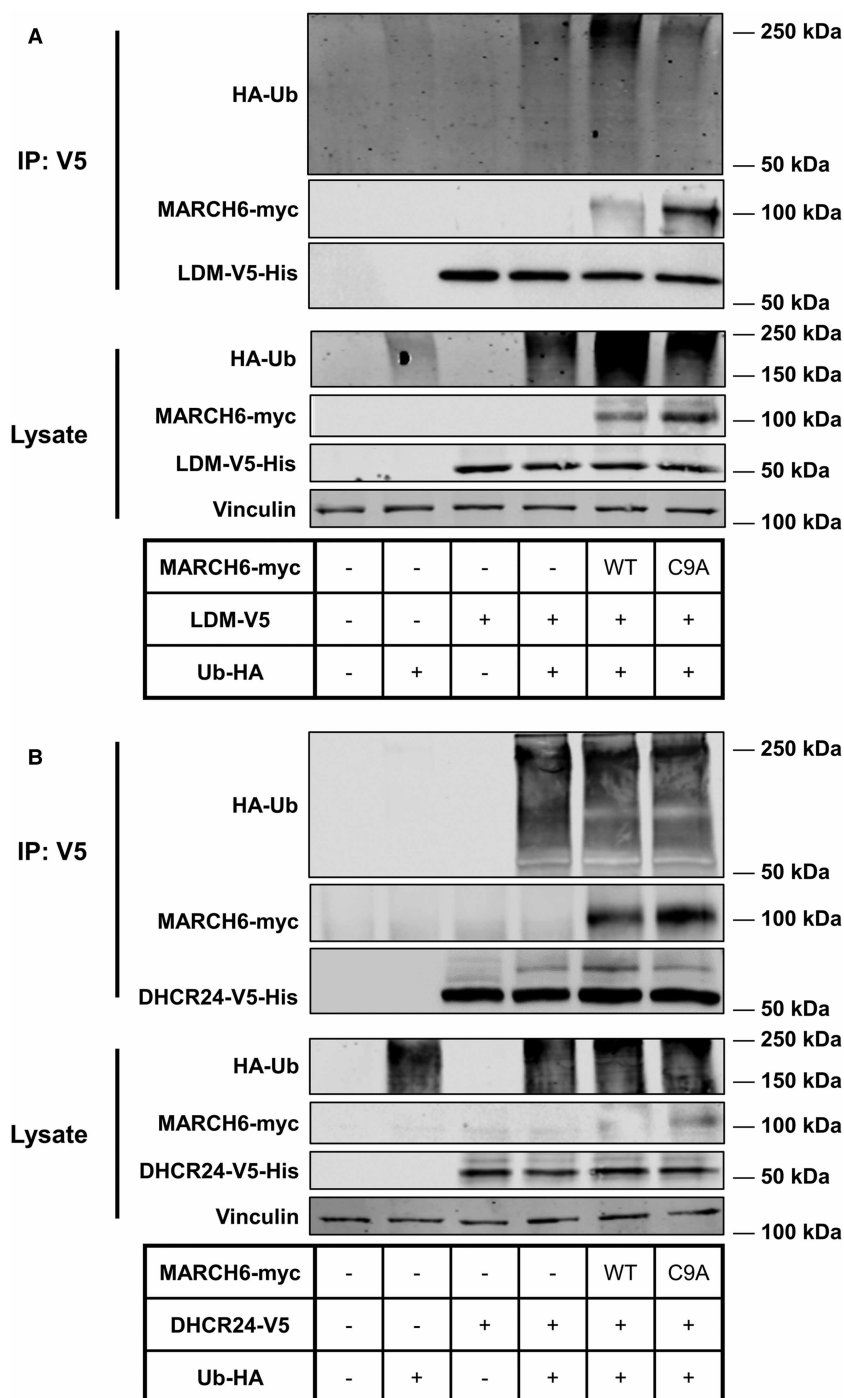 A
HA-Ub
250 kDa
50 kDa
IP: V5
MARCH6-myc
100 kDa
LDM-V5-His
50 kDa
HA-Ub
250 kDa
150 kDa
Lysate
MARCH6-myc
100 kDa
LDM-V5-His
50 kDa
Vinculin
100 kDa
MARCH6-myc - - - - WT C9A
LDM-V5 - - + + + +
Ub-HA - + - + + +
B
HA-Ub
250 kDa
50 kDa
IP: V5
MARCH6-myc
100 kDa
DHCR24-V5-His
50 kDa
HA-Ub
250 kDa
150 kDa
Lysate
MARCH6-myc
100 kDa
DHCR24-V5-His
50 kDa
Vinculin
100 kDa
MARCH6-myc - - - - WT C9A
DHCR24-V5 - - + + + +
Ub-HA - + - + + +